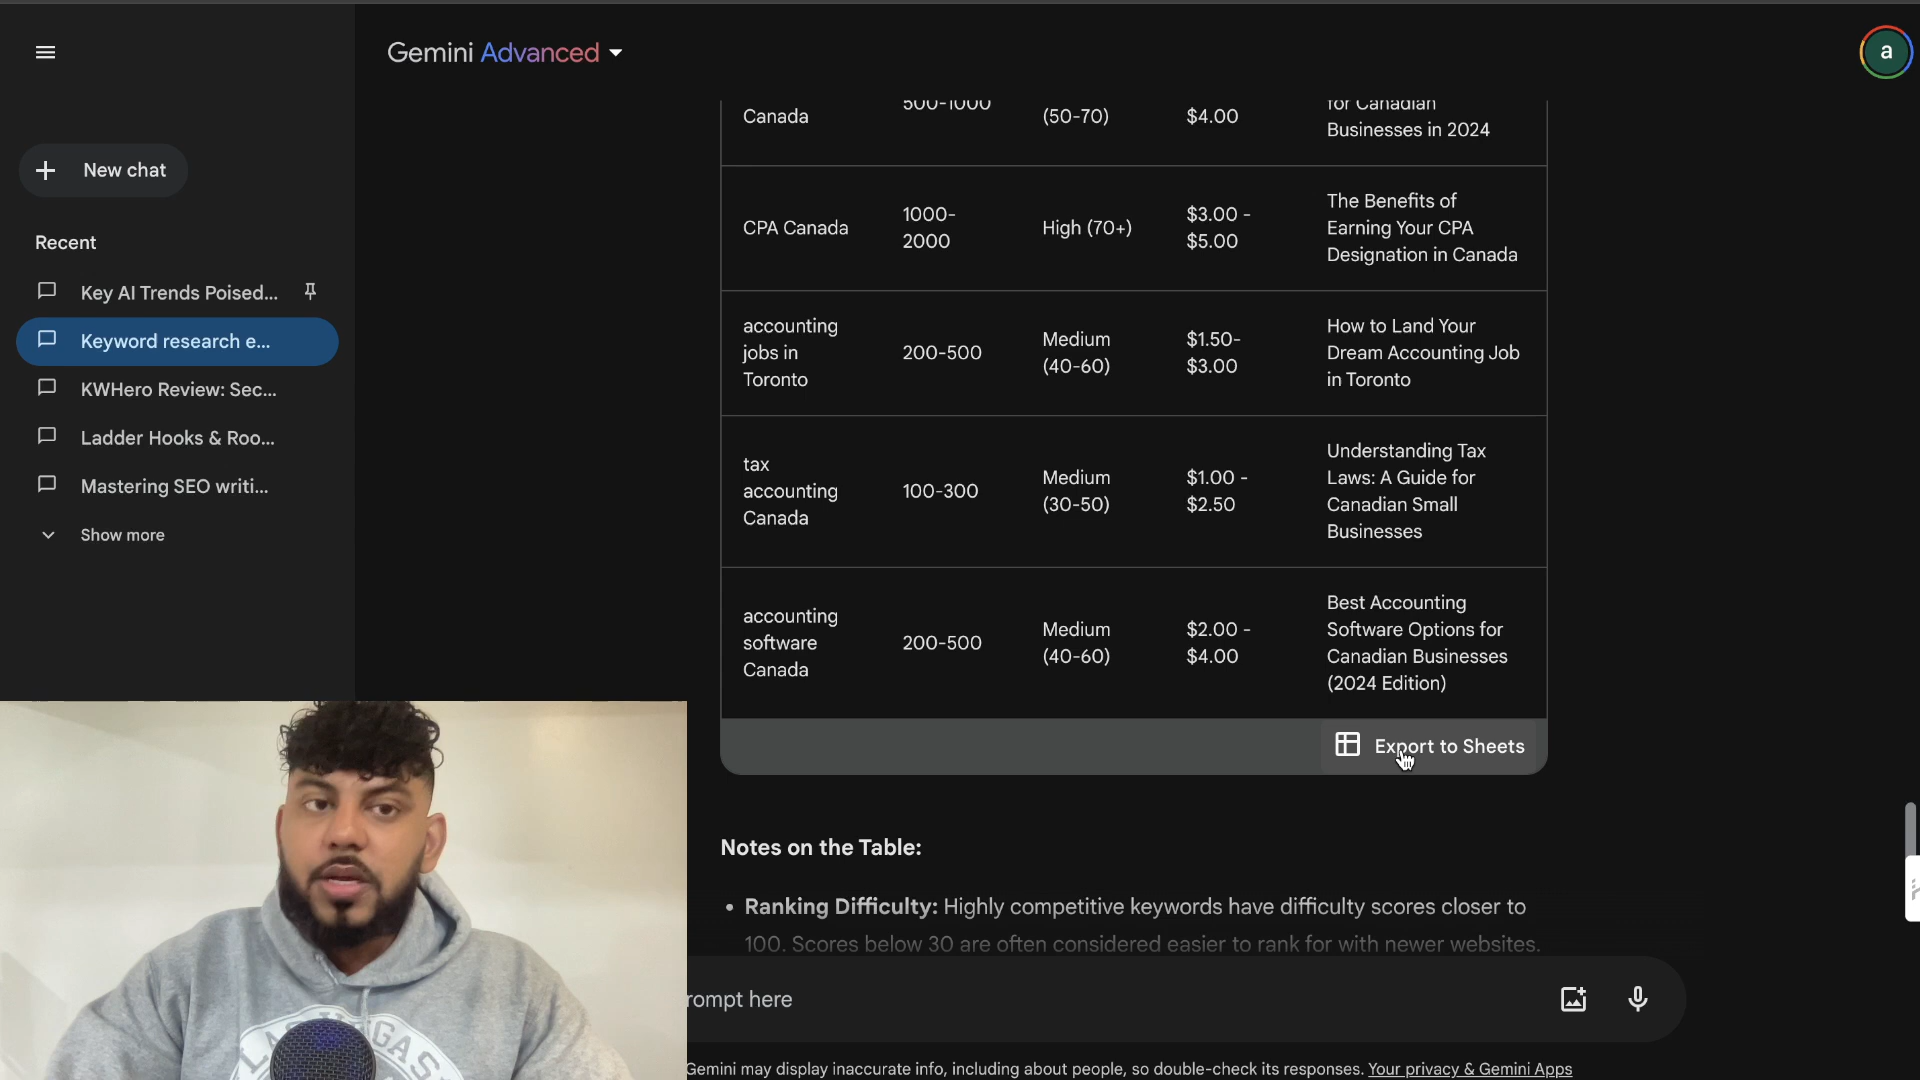 Gemini Advanced
a
New chat
Recent
Key AI Trends Poised...
Keyword research e...
KWHero Review: Sec...
Ladder Hooks & Roo...
Mastering SEO writi...
Show more
Canada
500-1000
(50-70)
$4.00
for Canadian
Businesses in 2024
CPA Canada
1000-
2000
High (70+)
$3.00 -
$5.00
The Benefits of
Earning Your CPA
Designation in Canada
accounting
jobs in
Toronto
200-500
Medium
(40-60)
$1.50-
$3.00
How to Land Your
Dream Accounting Job
in Toronto
tax
accounting
Canada
100-300
Medium
(30-50)
$1.00 -
$2.50
Understanding Tax
Laws: A Guide for
Canadian Small
Businesses
accounting
software
Canada
200-500
Medium
(40-60)
$2.00 -
$4.00
Best Accounting
Software Options for
Canadian Businesses
(2024 Edition)
Export to Sheets
Notes on the Table:
• Ranking Difficulty: Highly competitive keywords have difficulty scores closer to
100. Scores below 30 are often considered easier to rank for with newer websites.
rompt here
Gemini may display inaccurate info, including about people, so double-check its responses. Your privacy & Gemini Apps